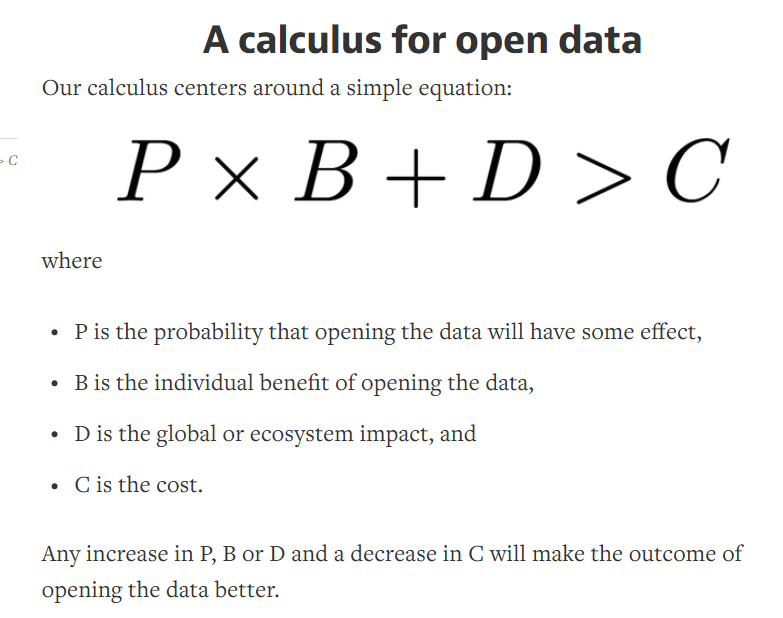 A calculus for open data
Our calculus centers around a simple equation:
> C
P × B + D > C
where
• P is the probability that opening the data will have some effect,
• B is the individual benefit of opening the data,
• D is the global or ecosystem impact, and
• C is the cost.
Any increase in P, B or D and a decrease in C will make the outcome of
opening the data better.